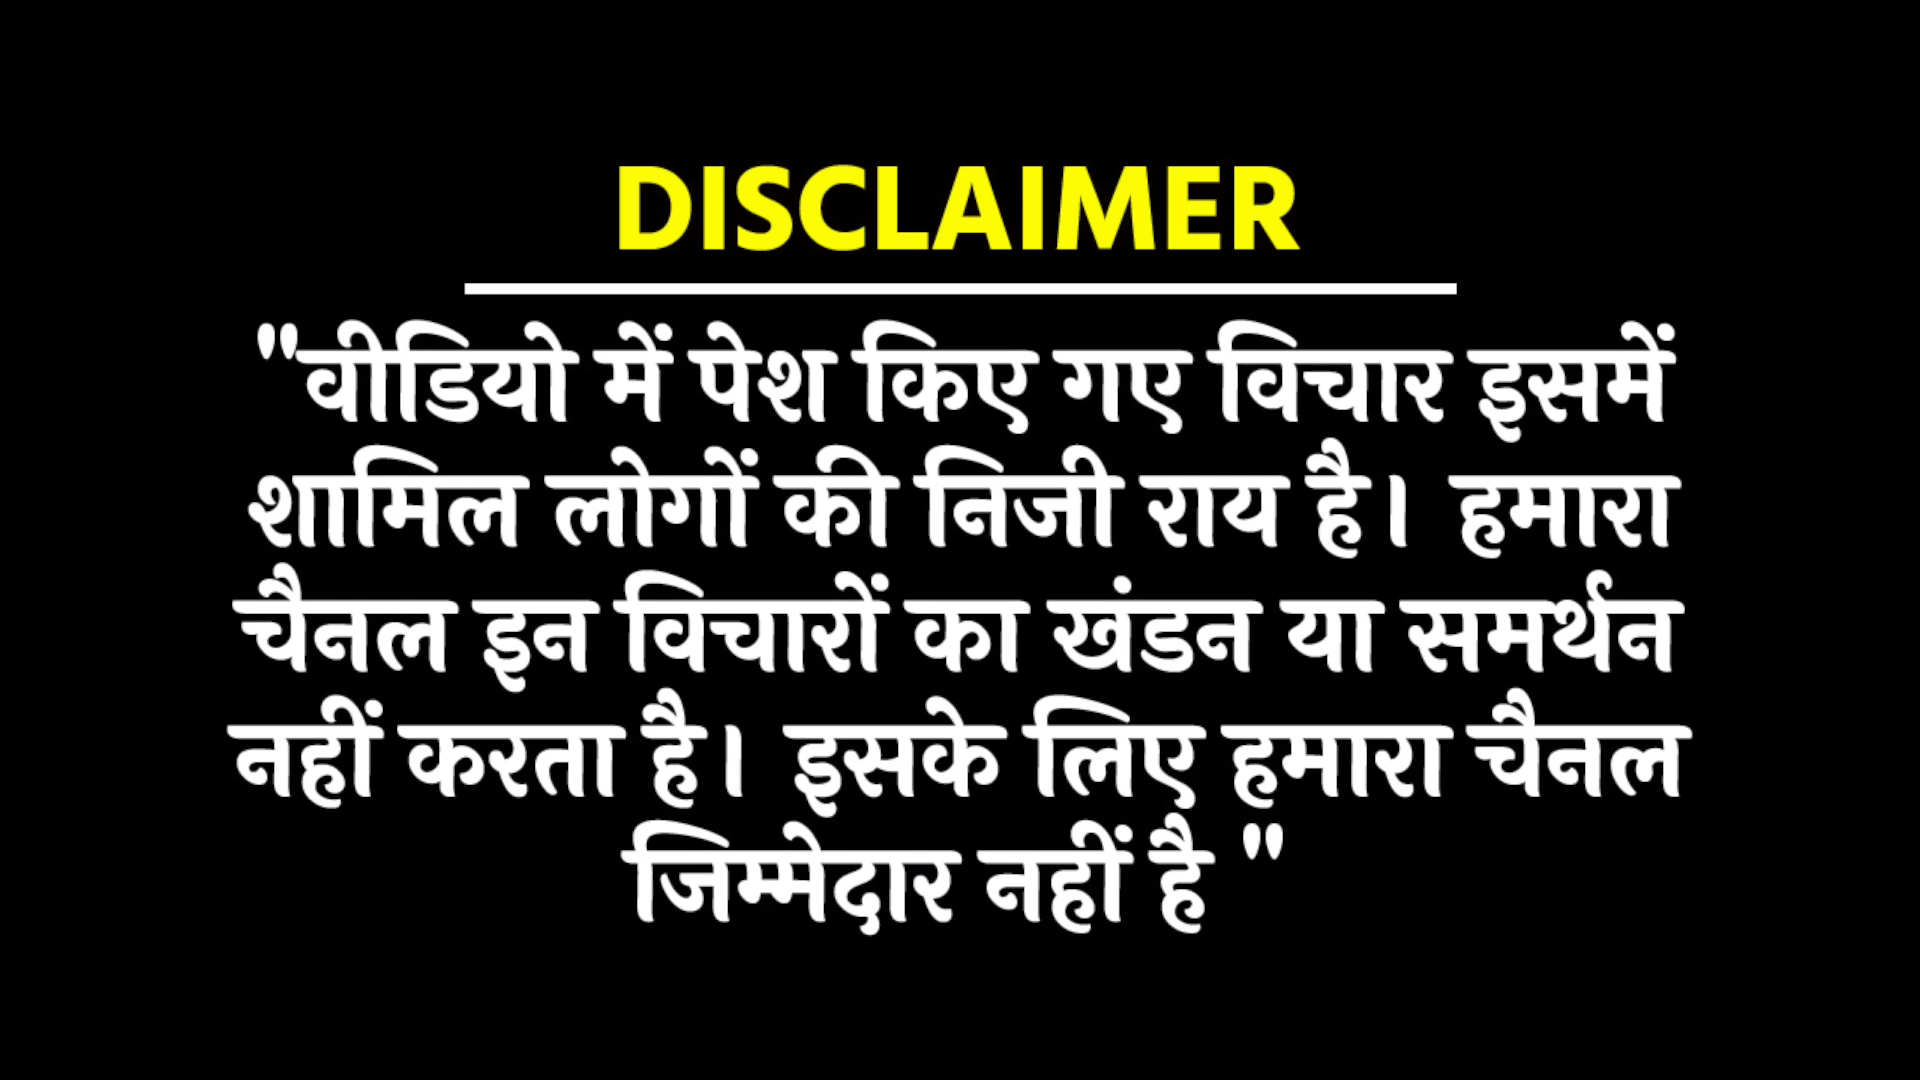 DISCLAIMER
"वीडियो में पेश किए गए विचार इसमें
शामिल लोगों की निजी राय है। हमारा
चैनल इन विचारों का खंडन या समर्थन
नहीं करता है। इसके लिए हमारा चैनल
जिम्मेदार नहीं है "